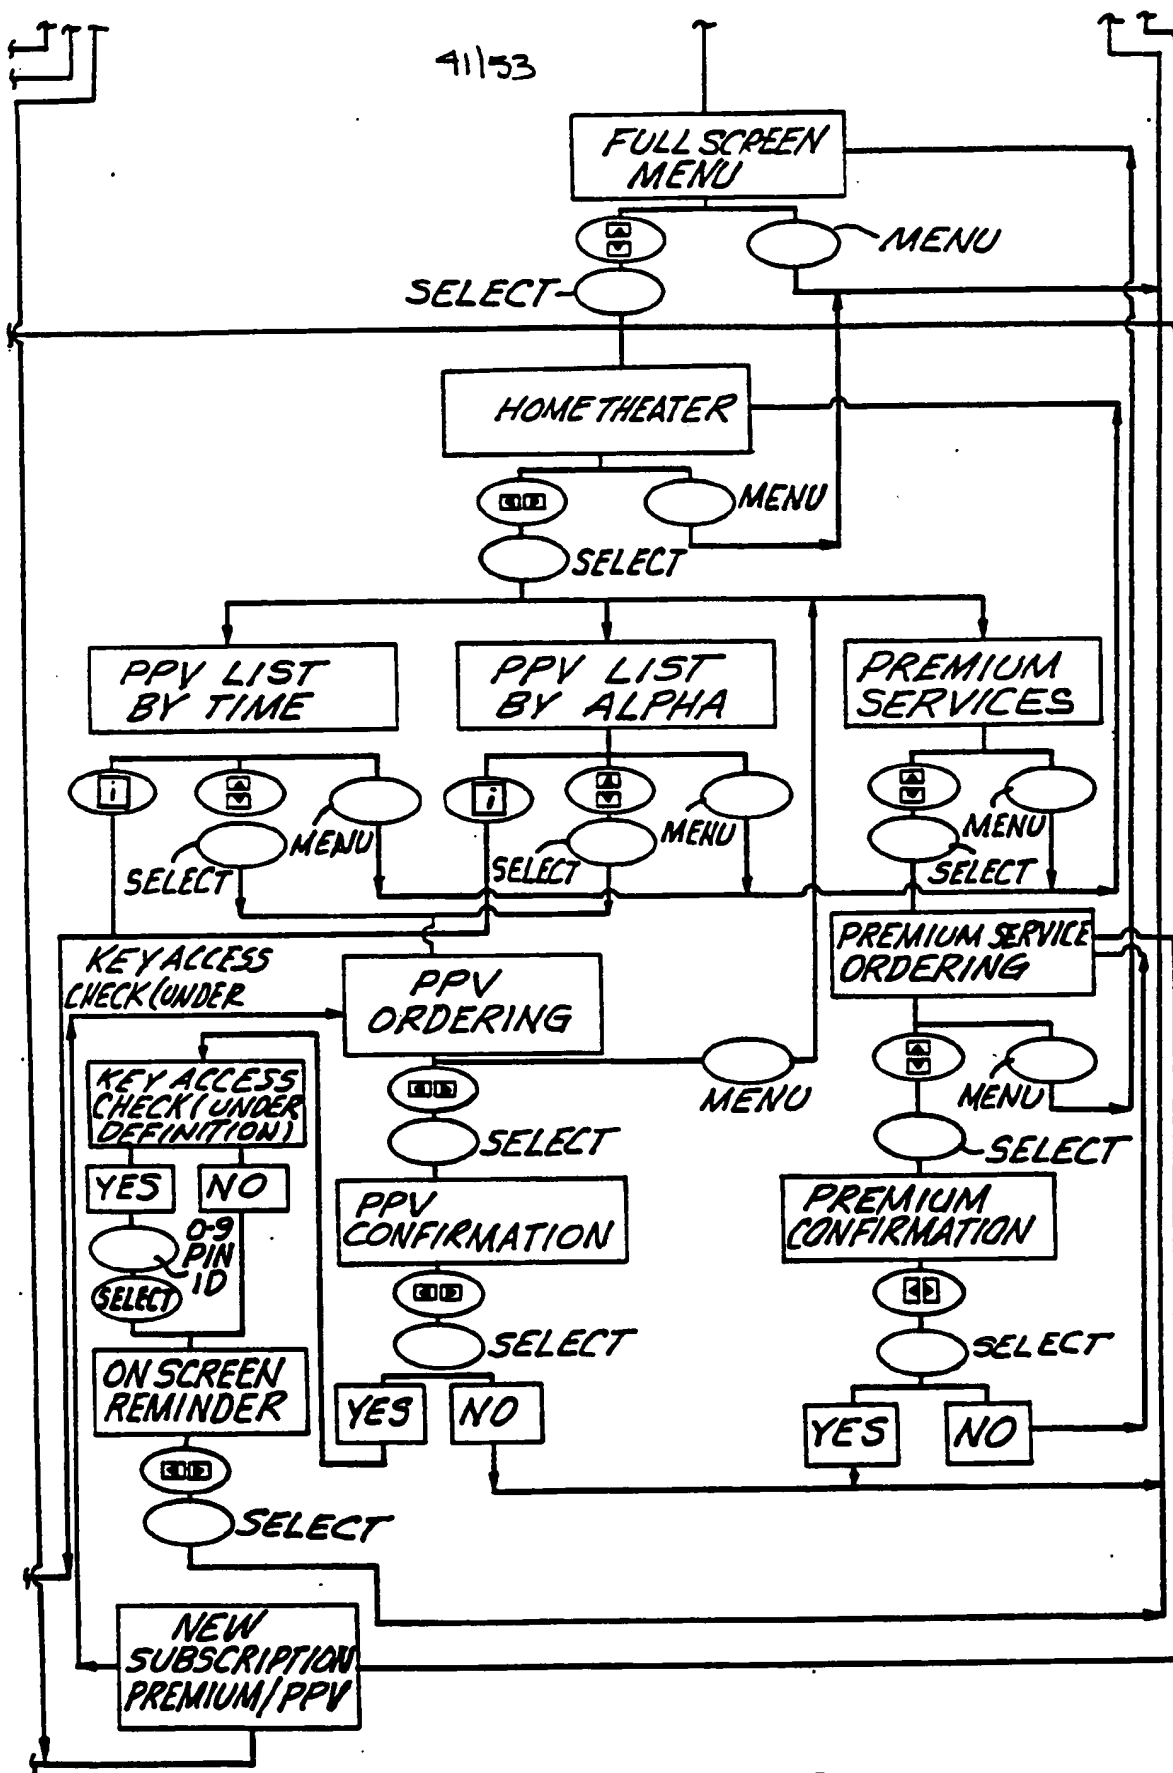 41/53
FULL SCREEN
MENU
MENU
SELECT
HOME THEATER
MENU
SELECT
PPV LIST
BY TIME
PPV LIST
BY ALPHA
PREMIUM
SERVICES
i
MENU
SELECT
i
MENU
SELECT
MENU
SELECT
KEY ACCESS
CHECK (UNDER
PPV
ORDERING
PREMIUM SERVICE
ORDERING
KEY ACCESS
CHECK (UNDER
DEFINITION)
MENU
MENU
SELECT
SELECT
YES
NO
0-9
PIN
ID
SELECT
PPV
CONFIRMATION
PREMIUM
CONFIRMATION
SELECT
SELECT
ON SCREEN
REMINDER
YES
NO
YES
NO
SELECT
NEW
SUBSCRIPTION
PREMIUM/PPV